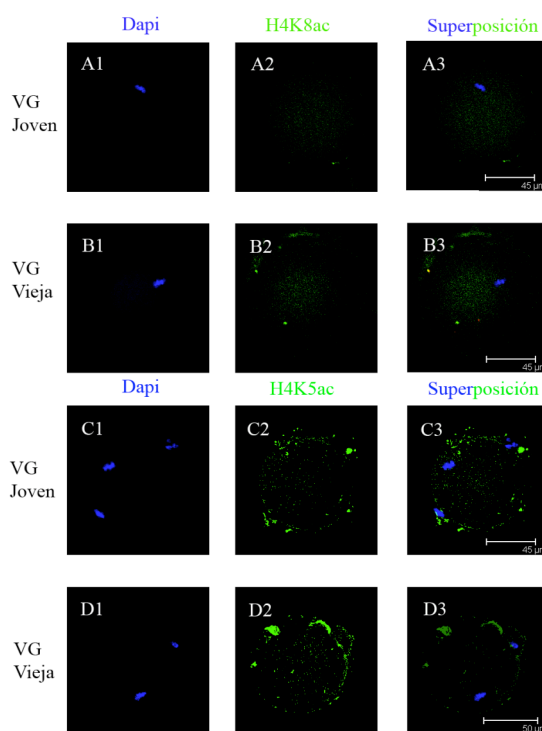 Dapi H4K8ac Superposición
VG Joven
A1 A2 A3
45 µm
VG Vieja
B1 B2 B3
45 µm
Dapi H4K5ac Superposición
VG Joven
C1 C2 C3
45 µm
VG Vieja
D1 D2 D3
50 µm